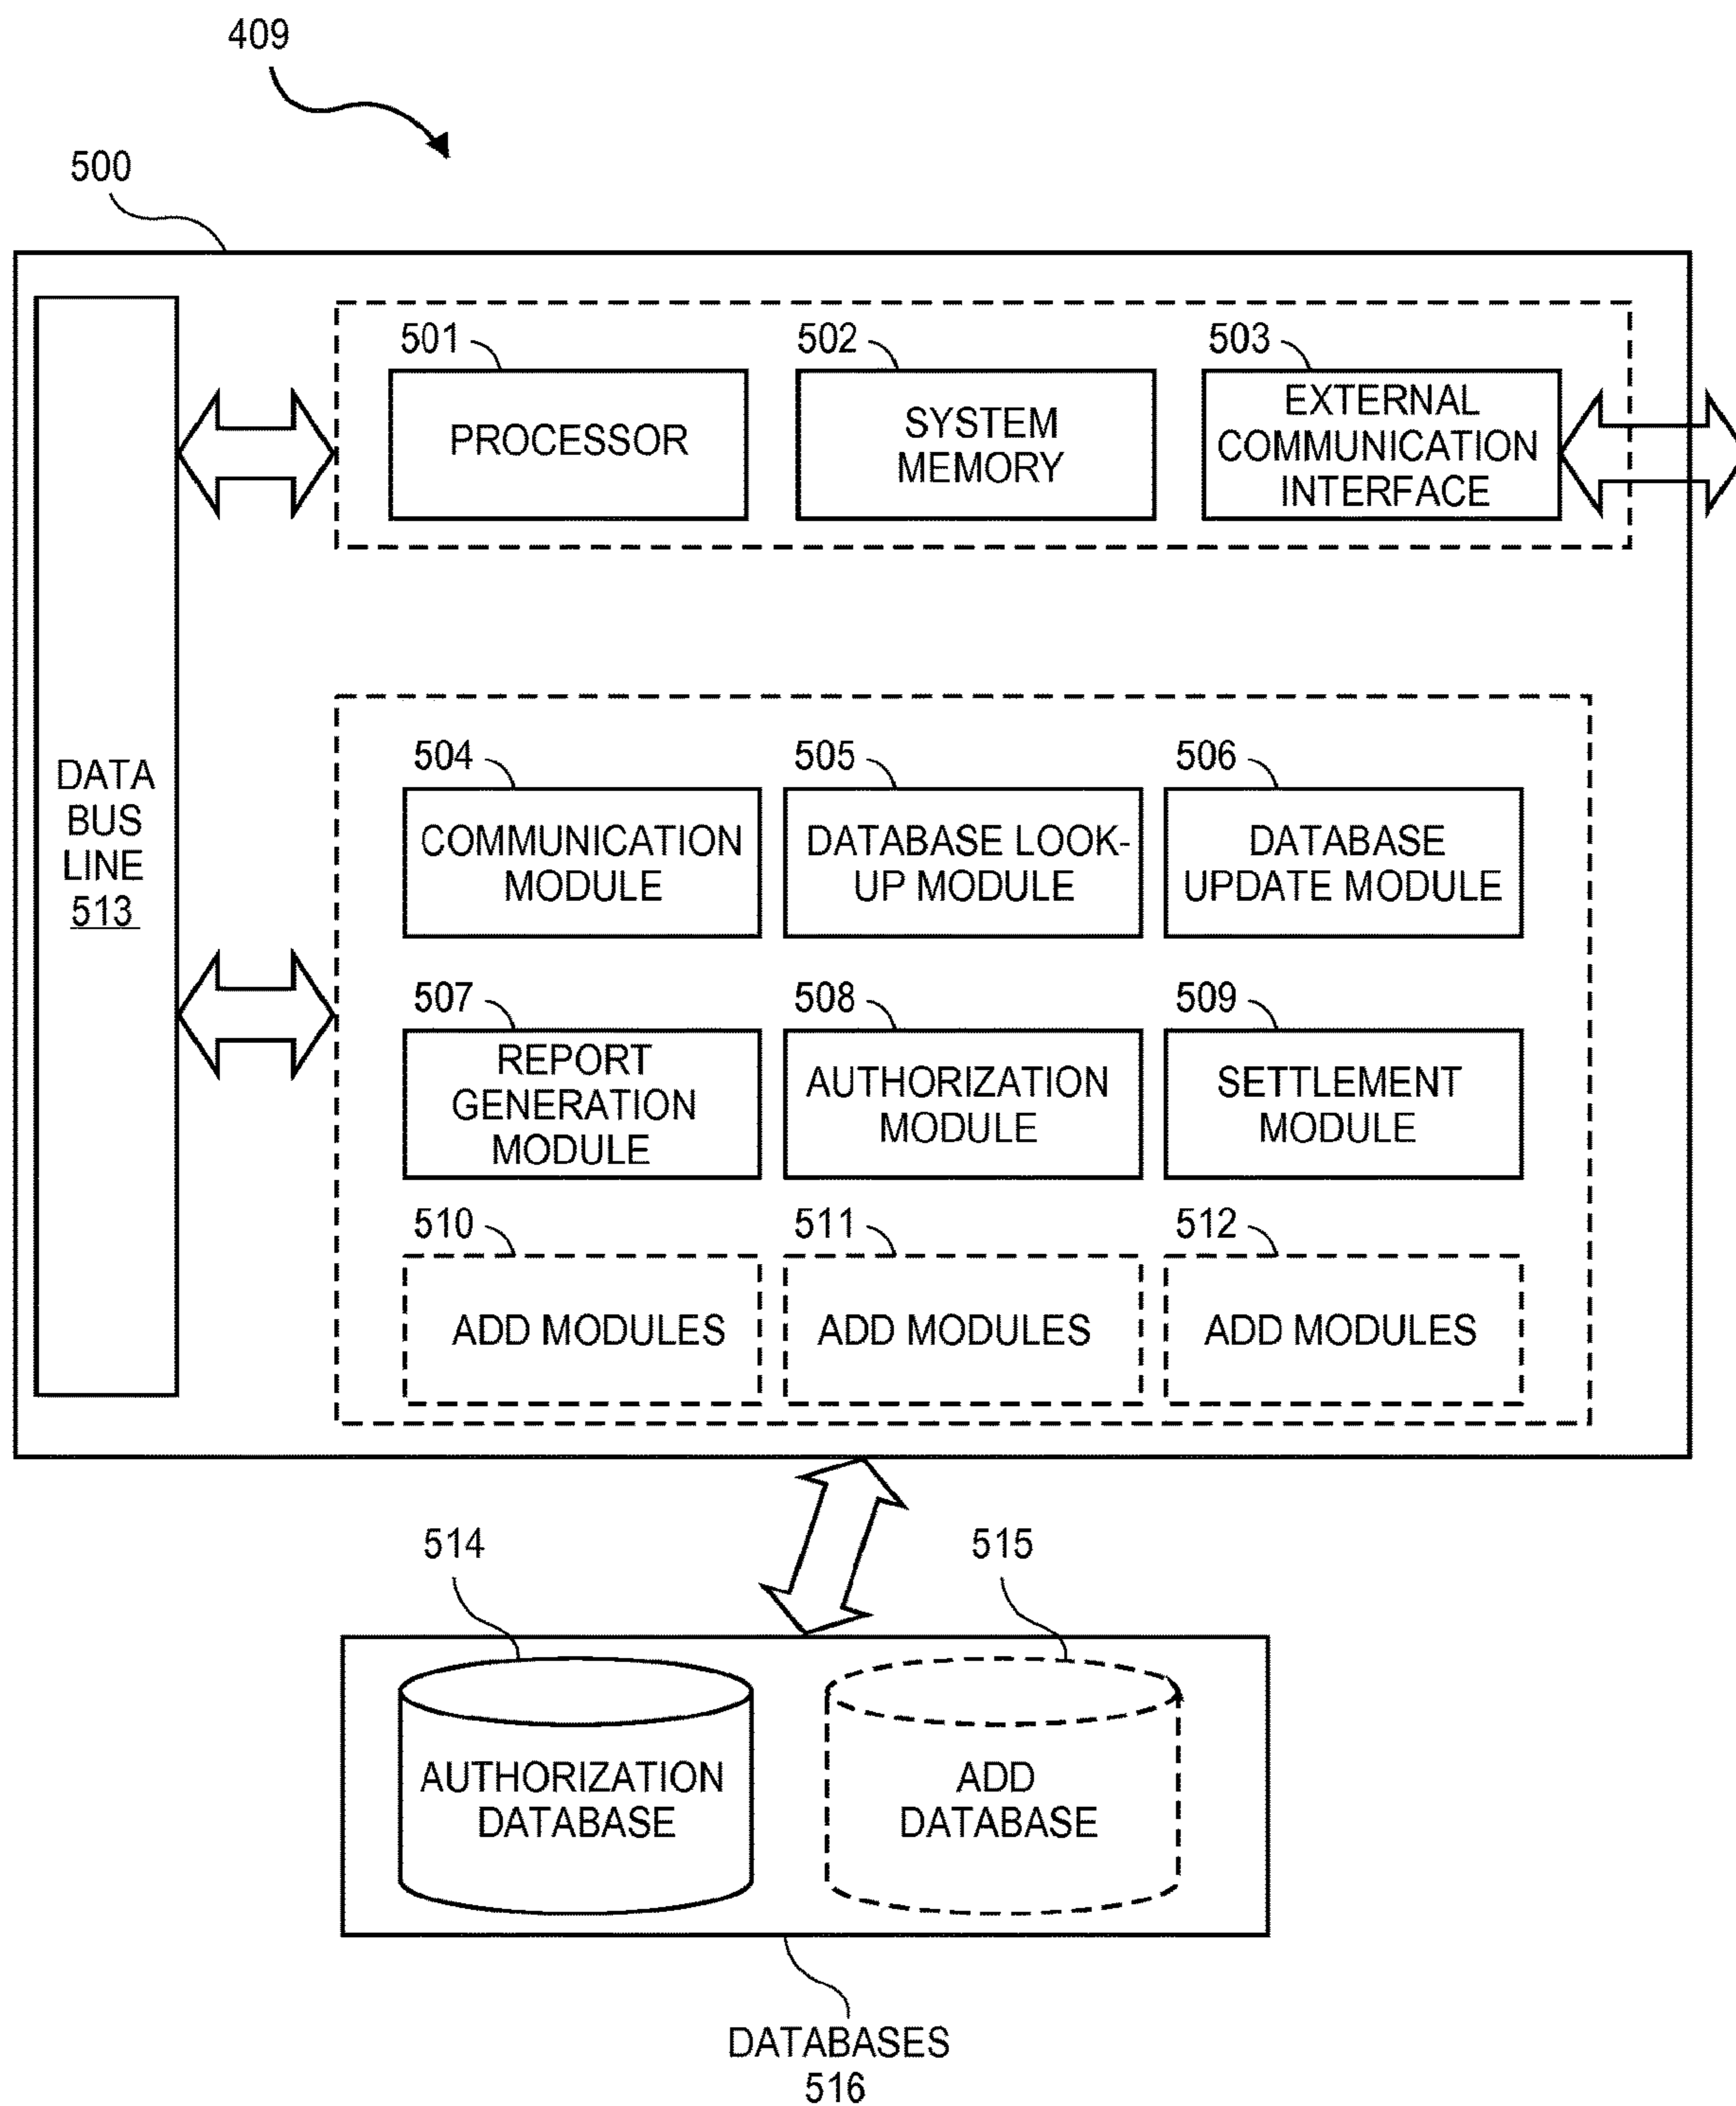 409
500
501
502
503
PROCESSOR
SYSTEM
MEMORY
EXTERNAL
COMMUNICATION
INTERFACE
DATA
BUS
LINE
513
504
505
506
COMMUNICATION
MODULE
DATABASE LOOK-
UP MODULE
DATABASE
UPDATE MODULE
507
508
509
REPORT
GENERATION
MODULE
AUTHORIZATION
MODULE
SETTLEMENT
MODULE
510
511
512
ADD MODULES
ADD MODULES
ADD MODULES
514
515
AUTHORIZATION
DATABASE
ADD
DATABASE
DATABASES
516